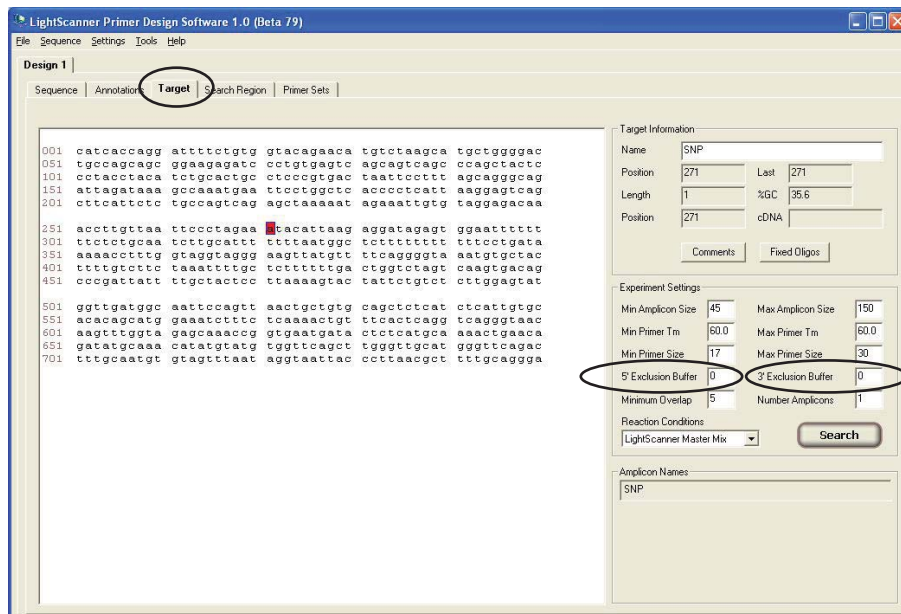 LightScanner Primer Design Software 1.0 (Beta 79)
File Sequence Settings Tools Help
Design 1
Sequence Annotations Target Search Region Primer Sets
001 catcaccagg attttctgtg gtacagaaca tgtctaagca tgctggggac
051 tgccagcagc ggaagagatc cctgtgagtc agcagtcagc ccagctactc
101 cctacctaca tctgcactgc ctcccgtgac taattccttt agcagggcag
151 attagataaa gccaaatgaa ttcctggctc acccctcatt aaggagtcag
201 cttcattctc tgccagtcag agctaaaaat agaaattgtg taggagacaa
251 accttgttaa ttccctagaa atacattaag aggatagagt ggaatttttt
301 ttctctgcaa tcttgcattt ttttaatggc tctttttttt tttcctgata
351 aaaacctttg gtaggtaggg aagttatgtt ttcaggggta aatgtgctac
401 ttttgtcttc taaattttgc tctttttttga ctggtctagt caagtgacag
451 cccgattatt ttgctactcc ttaaaagtac tattctgtct cttggagtat
501 ggttgatggc aattccagtt aactgctgtg cagctctcat ctcattgtgc
551 acacagcatg gaaatctttc tcaaaactgt ttcactcagg tcagggtaac
601 aagtttggta gagcaaaccg ggtgaatgata ctctcatgca aaactgaaca
651 gatatgcaaa catatgtatg tggttcagct tgggttgcat gggttcagac
701 tttgcaatgt gtagtttaat aggtaattac ccttaacgct tttgcaggga
Target Information
Name SNP
Position 271 Last 271
Length 1 %GC 35.6
Position 271 cDNA
Comments Fixed Oligos
Experiment Settings
Min Amplicon Size 45 Max Amplicon Size 150
Min Primer Tm 60.0 Max Primer Tm 60.0
Min Primer Size 17 Max Primer Size 30
5' Exclusion Buffer 0 3' Exclusion Buffer 0
Minimum Overlap 5 Number Amplicons 1
Reaction Conditions
LightScanner Master Mix Search
Amplicon Names
SNP